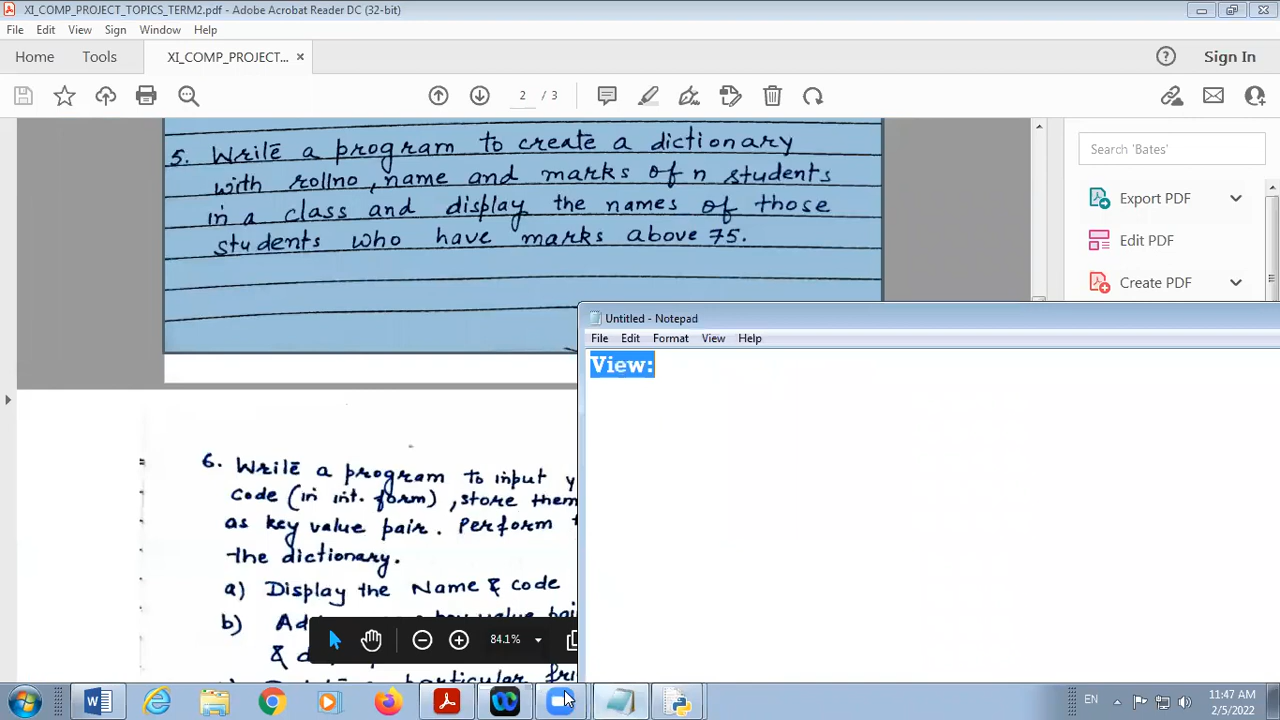 XI_COMP_PROJECT_TOPICS_TERM2.pdf - Adobe Acrobat Reader DC (32-bit)
File Edit View Sign Window Help
Home Tools XI_COMP_PROJECT... × Sign In
2 / 3
Search 'Bates'
Export PDF
Edit PDF
Create PDF
5. Write a program to create a dictionary
with rollno, name and marks of n students
in a class and display the names of those
students who have marks above 75.
Untitled - Notepad
File Edit Format View Help
View:
6. Write a program to input y
code (in int. form), store them
as key value pair. Perform t
the dictionary.
a) Display the Name & code
b)
&
84.1%
particular fri
EN
11:47 AM
2/5/2022